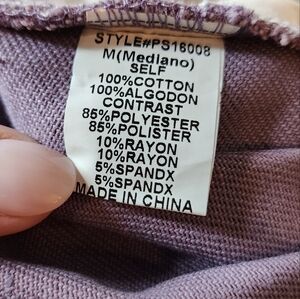 STYLE#PS16008
M(Mediano)
SELF
100%COTTON
100%ALGODON
CONTRAST
85%POLYESTER
85%POLISTER
10%RAYON
10%RAYON
5%SPANDX
5%SPANDX
MADE IN CHINA